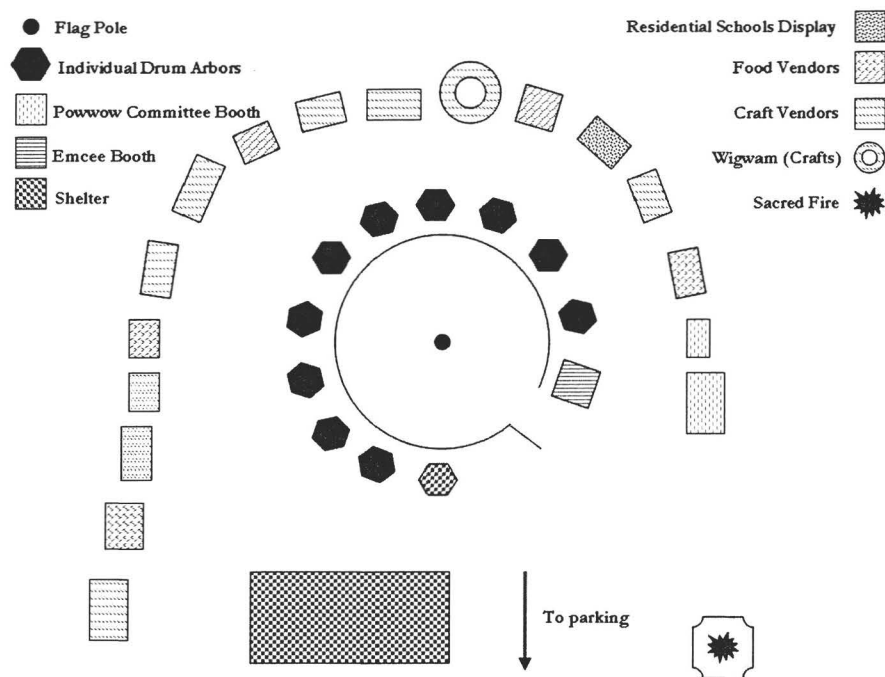 Flag Pole
Individual Drum Arbors
Powwow Committee Booth
Emcee Booth
Shelter
Residential Schools Display
Food Vendors
Craft Vendors
Wigwam (Crafts)
Sacred Fire
To parking